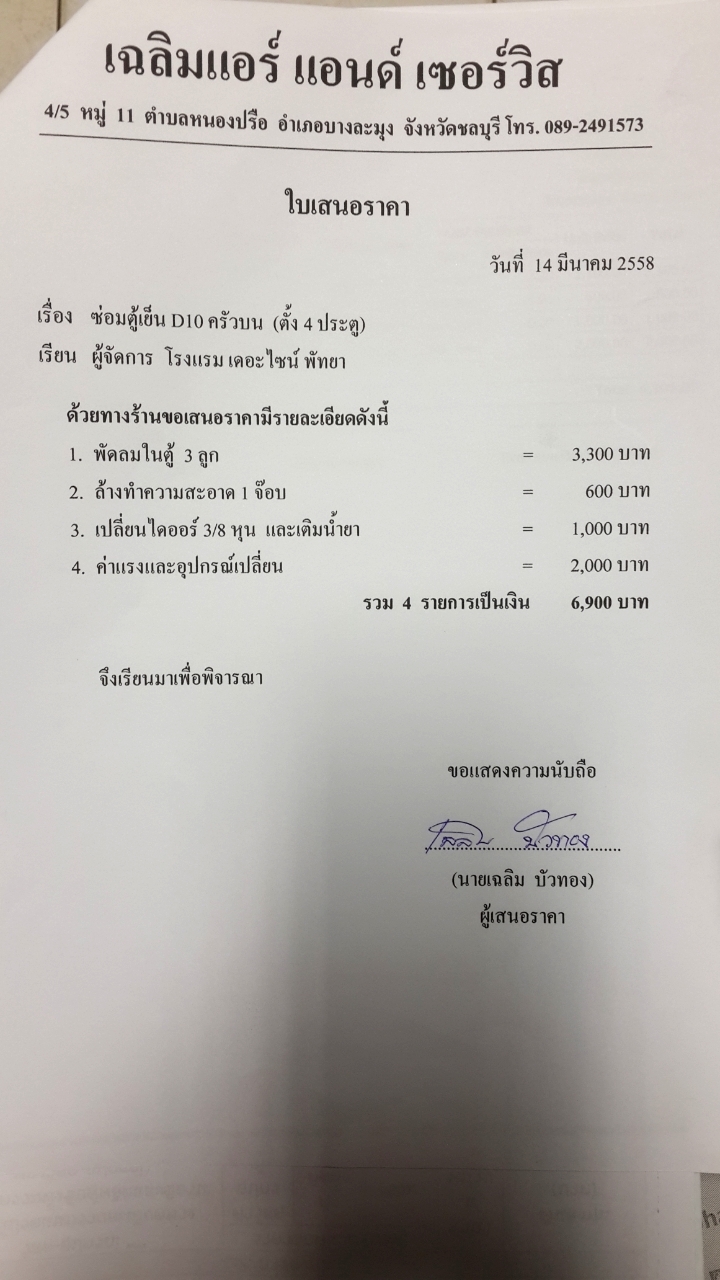 เฉลิมแอร์ แอนด์ เซอร์วิส
4/5 หมู่ 11 ตำบลหนองปรือ อำเภอบางละมุง จังหวัดชลบุรี โทร. 089-2491573
ใบเสนอราคา
วันที่ 14 มีนาคม 2558
เรื่อง ซ่อมตู้เย็น D10 ครัวบน (ตั้ง 4 ประตู)
เรียน ผู้จัดการ โรงแรม เดอะไซน์ พัทยา
ด้วยทางร้านขอเสนอราคามีรายละเอียดดังนี้
1. พัดลมในตู้ 3 ลูก = 3,300 บาท
2. ล้างทำความสะอาด 1 จ๊อบ = 600 บาท
3. เปลี่ยนไดออร์ 3/8 หุน และเติมน้ำยา = 1,000 บาท
4. ค่าแรงและอุปกรณ์เปลี่ยน = 2,000 บาท
รวม 4 รายการเป็นเงิน 6,900 บาท
จึงเรียนมาเพื่อพิจารณา
ขอแสดงความนับถือ
เฉลิม บัวทอง
(นายเฉลิม บัวทอง)
ผู้เสนอราคา